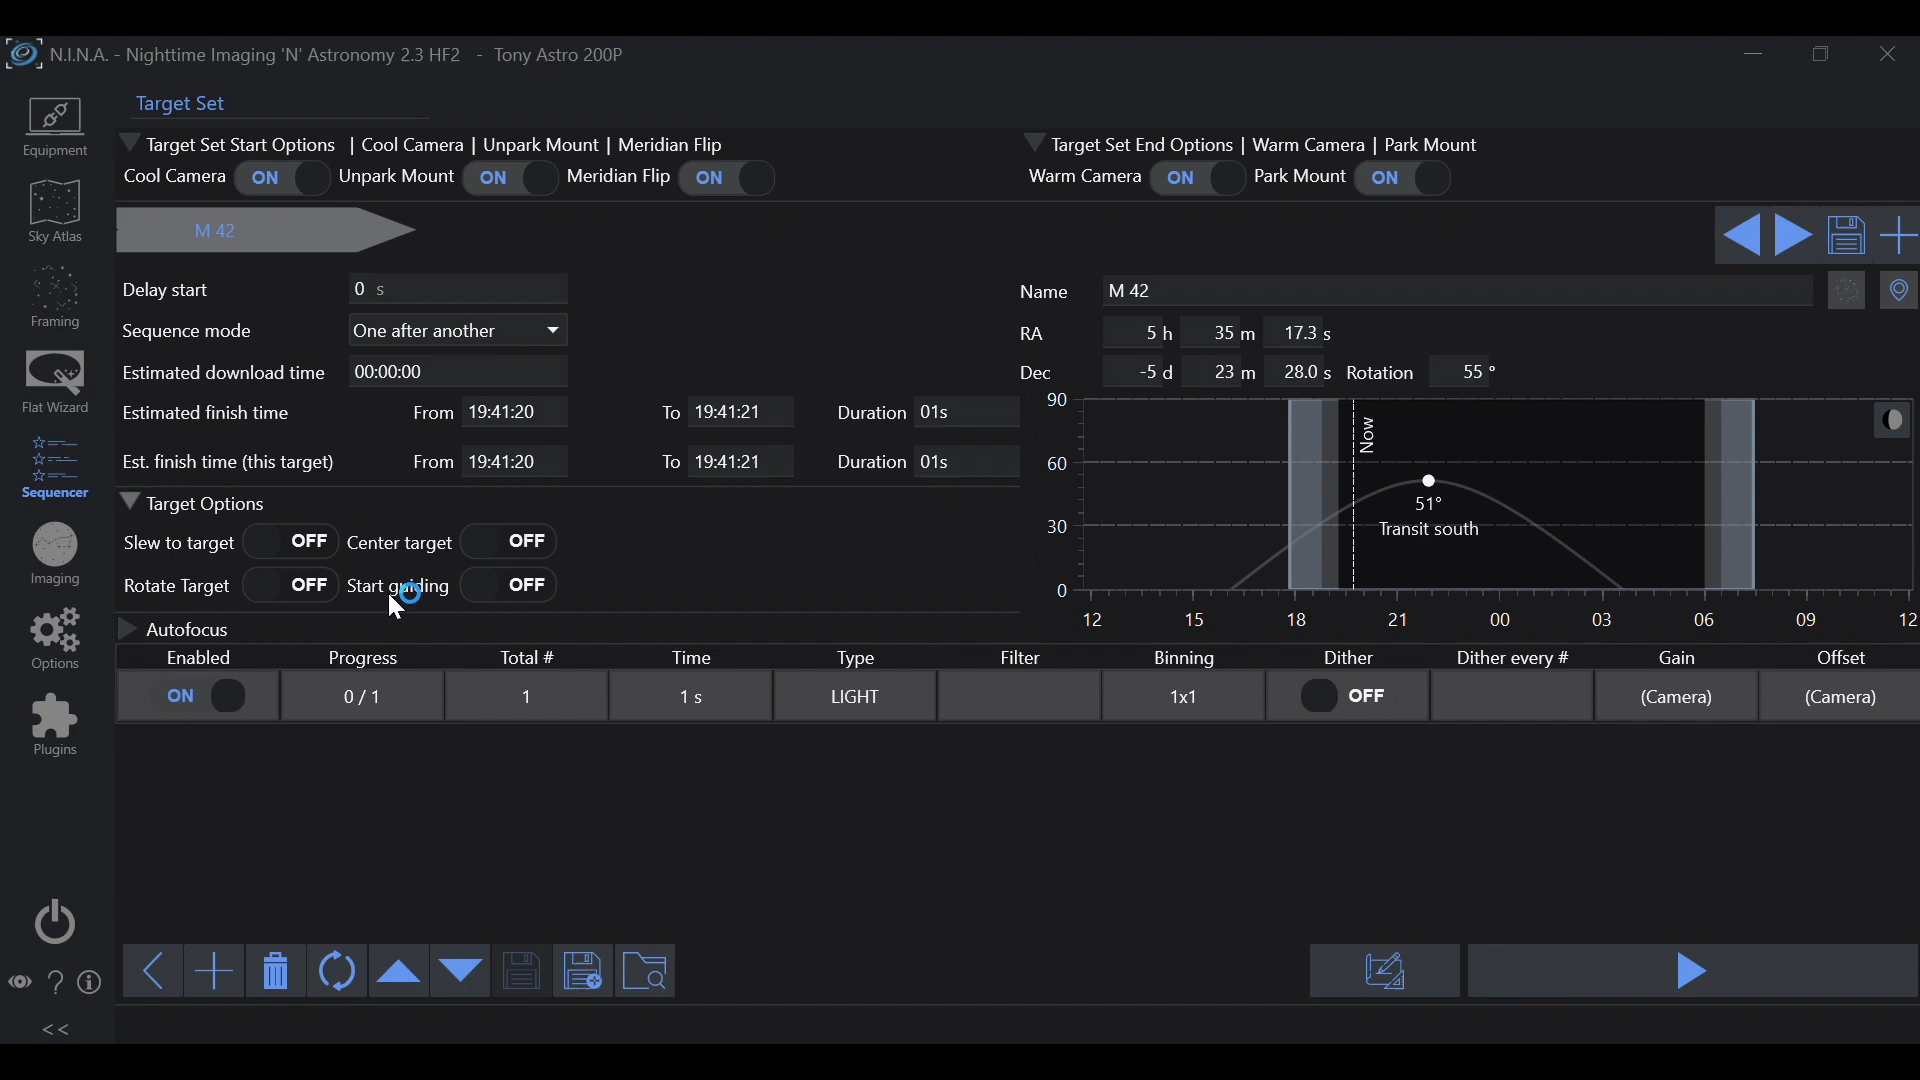 N.I.N.A. - Nighttime Imaging 'N' Astronomy 2.3 HF2 - Tony Astro 200P
Target Set
Target Set Start Options | Cool Camera | Unpark Mount | Meridian Flip
Target Set End Options | Warm Camera | Park Mount
Cool Camera ON Unpark Mount ON Meridian Flip ON
Warm Camera ON Park Mount ON
Equipment
Sky Atlas
Framing
Flat Wizard
Sequencer
Imaging
Options
Plugins
<<
M 42
Delay start 0 s
Sequence mode One after another
Estimated download time 00:00:00
Estimated finish time From 19:41:20 To 19:41:21 Duration 01s
Est. finish time (this target) From 19:41:20 To 19:41:21 Duration 01s
Name M 42
RA 5 h 35 m 17.3 s
Dec -5 d 23 m 28.0 s Rotation 55 °
90
60
30
0
Now
51°
Transit south
12 15 18 21 00 03 06 09 12
Target Options
Slew to target OFF Center target OFF
Rotate Target OFF Start guiding OFF
Autofocus
Enabled Progress Total # Time Type Filter Binning Dither Dither every # Gain Offset
ON 0 / 1 1 1 s LIGHT 1x1 OFF (Camera) (Camera)